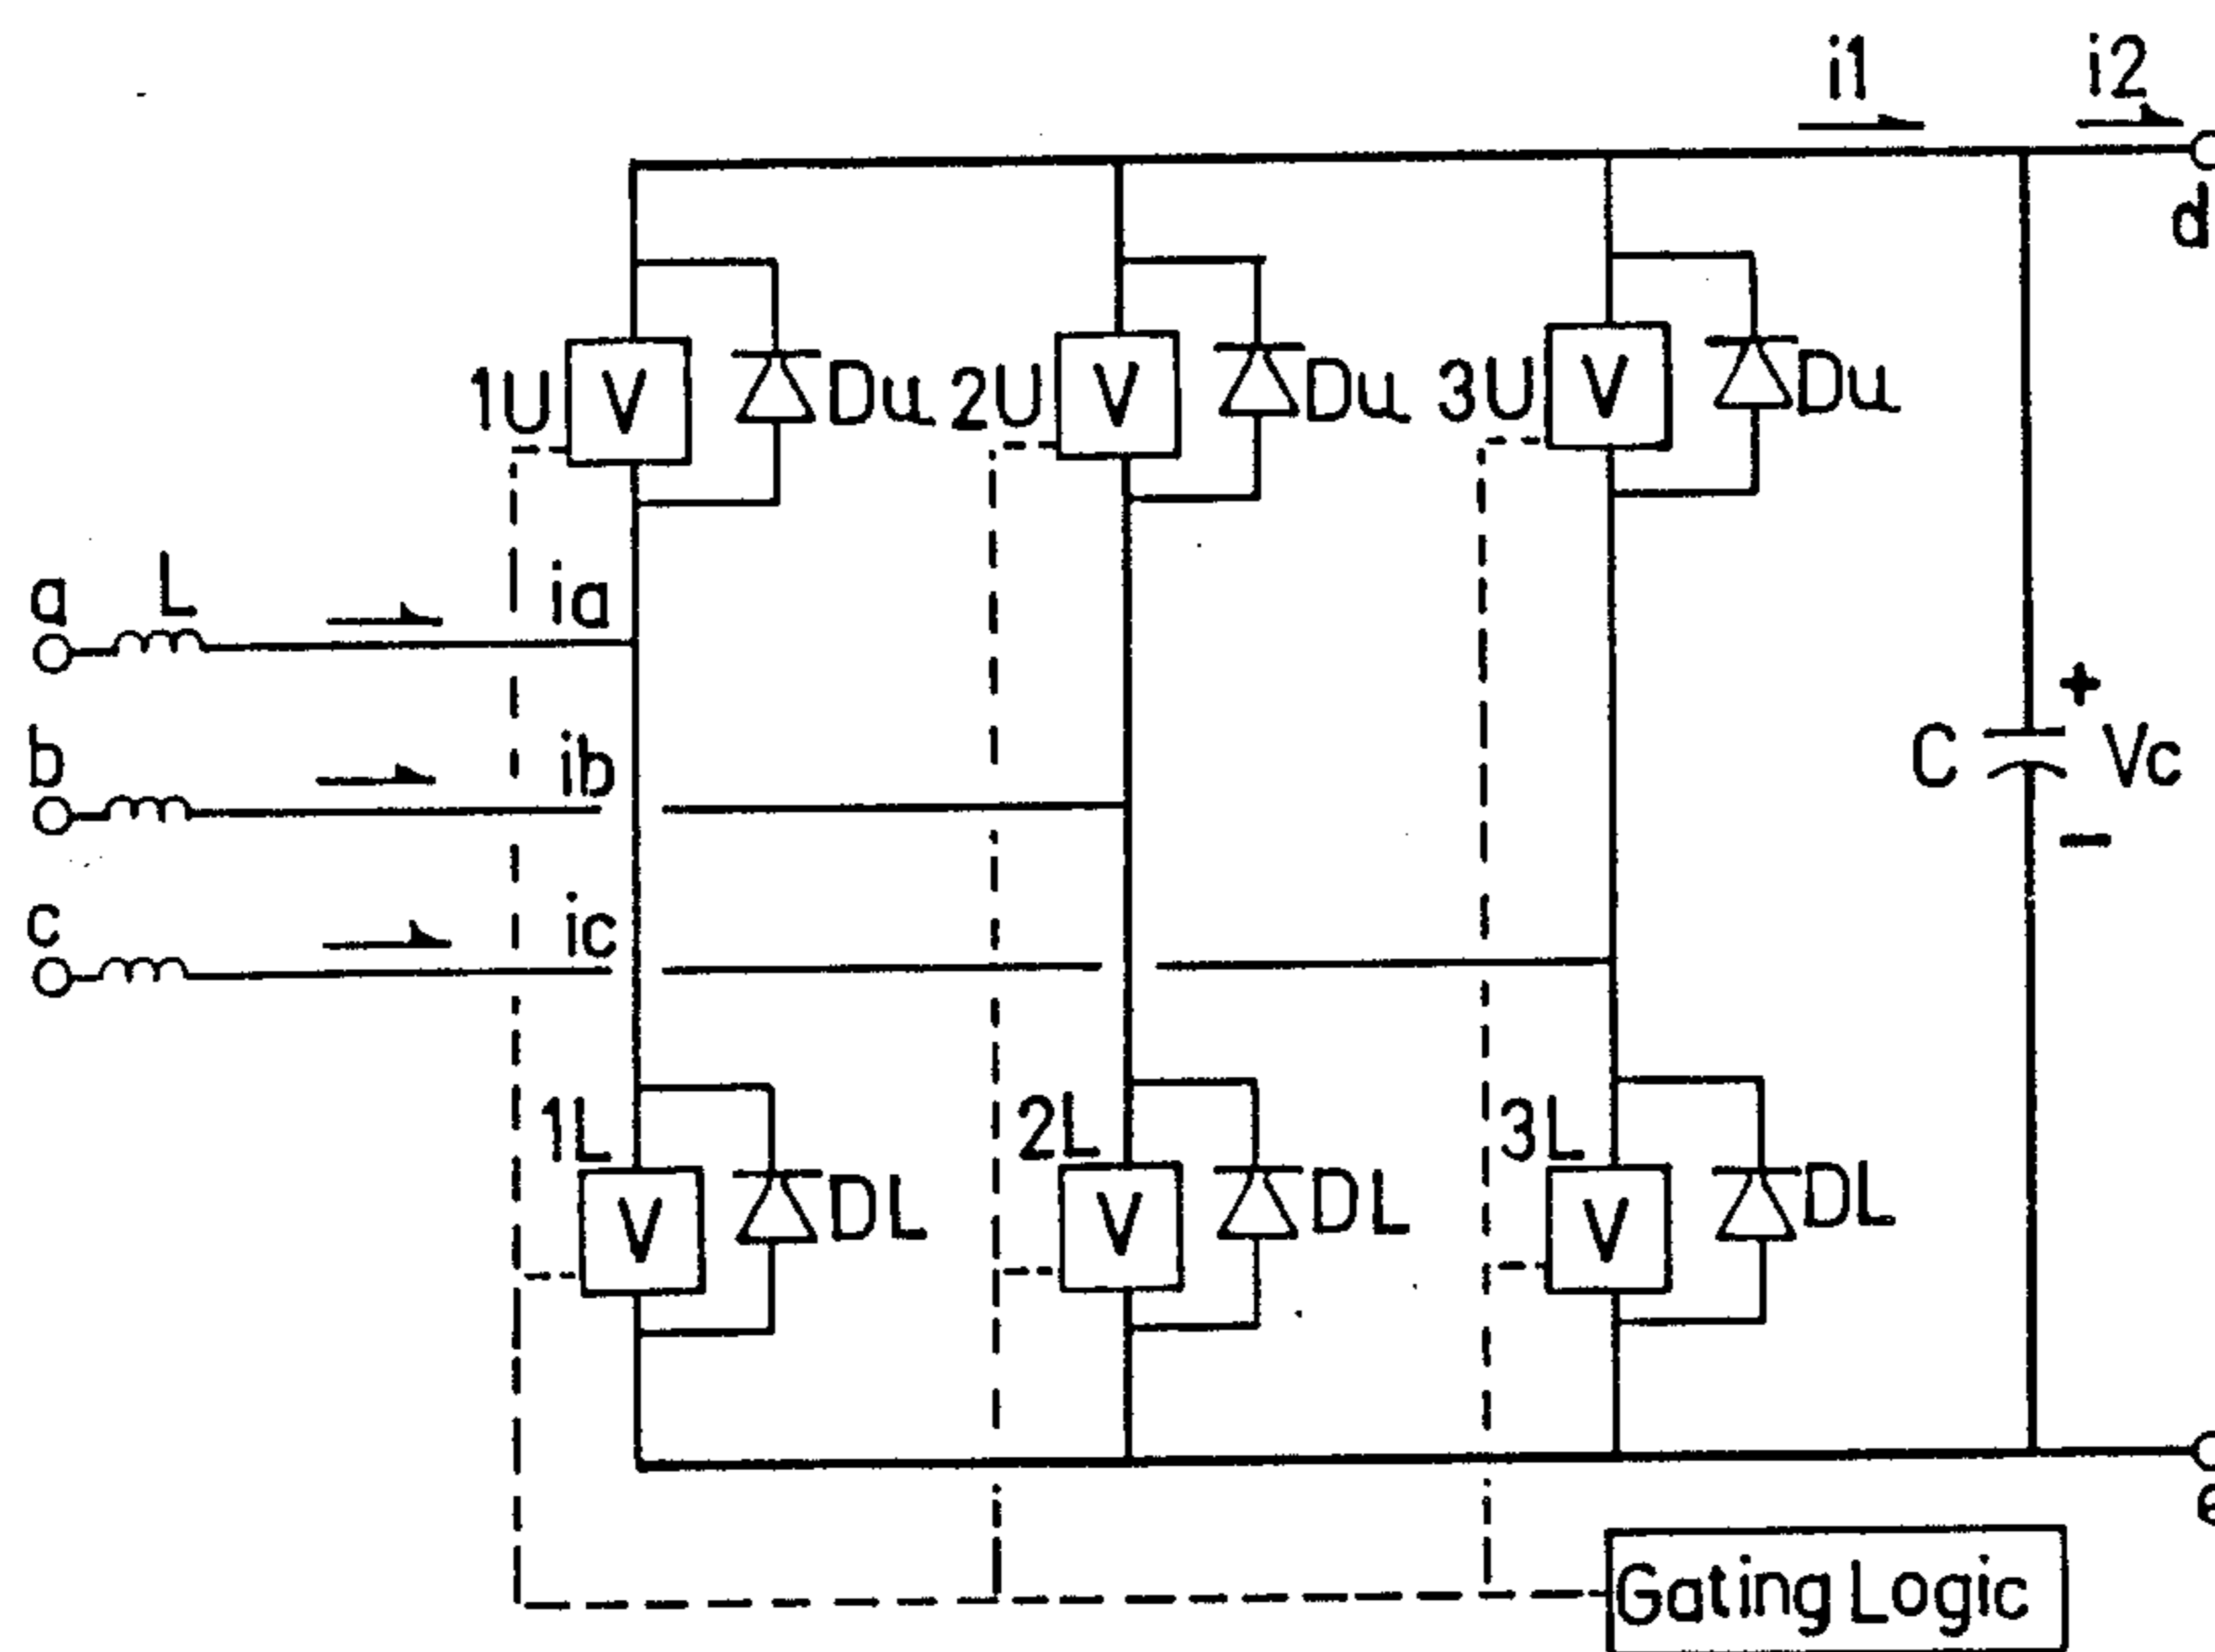 i1
i2
d
1U
V
Du
2U
V
Du
3U
V
Du
a
L
ia
b
ib
C
+
Vc
−
c
ic
1L
V
DL
2L
V
DL
3L
V
DL
Gating Logic